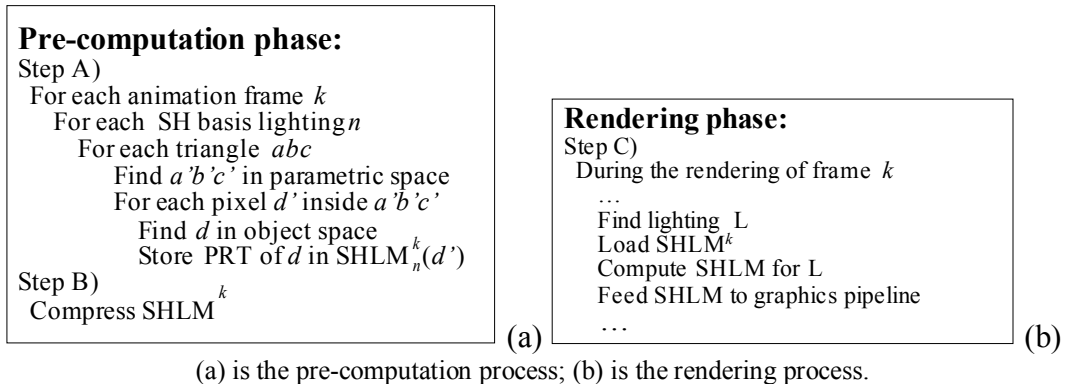 Pre-computation phase:
Step A)
For each animation frame k
For each SH basis lighting n
For each triangle abc
Find a'b'c' in parametric space
For each pixel d' inside a'b'c'
Find d in object space
Store PRT of d in SHLM^k_n(d')
Step B)
Compress SHLM^k
(a)
Rendering phase:
Step C)
During the rendering of frame k
…
Find lighting L
Load SHLM^k
Compute SHLM for L
Feed SHLM to graphics pipeline
…
(b)
(a) is the pre-computation process; (b) is the rendering process.